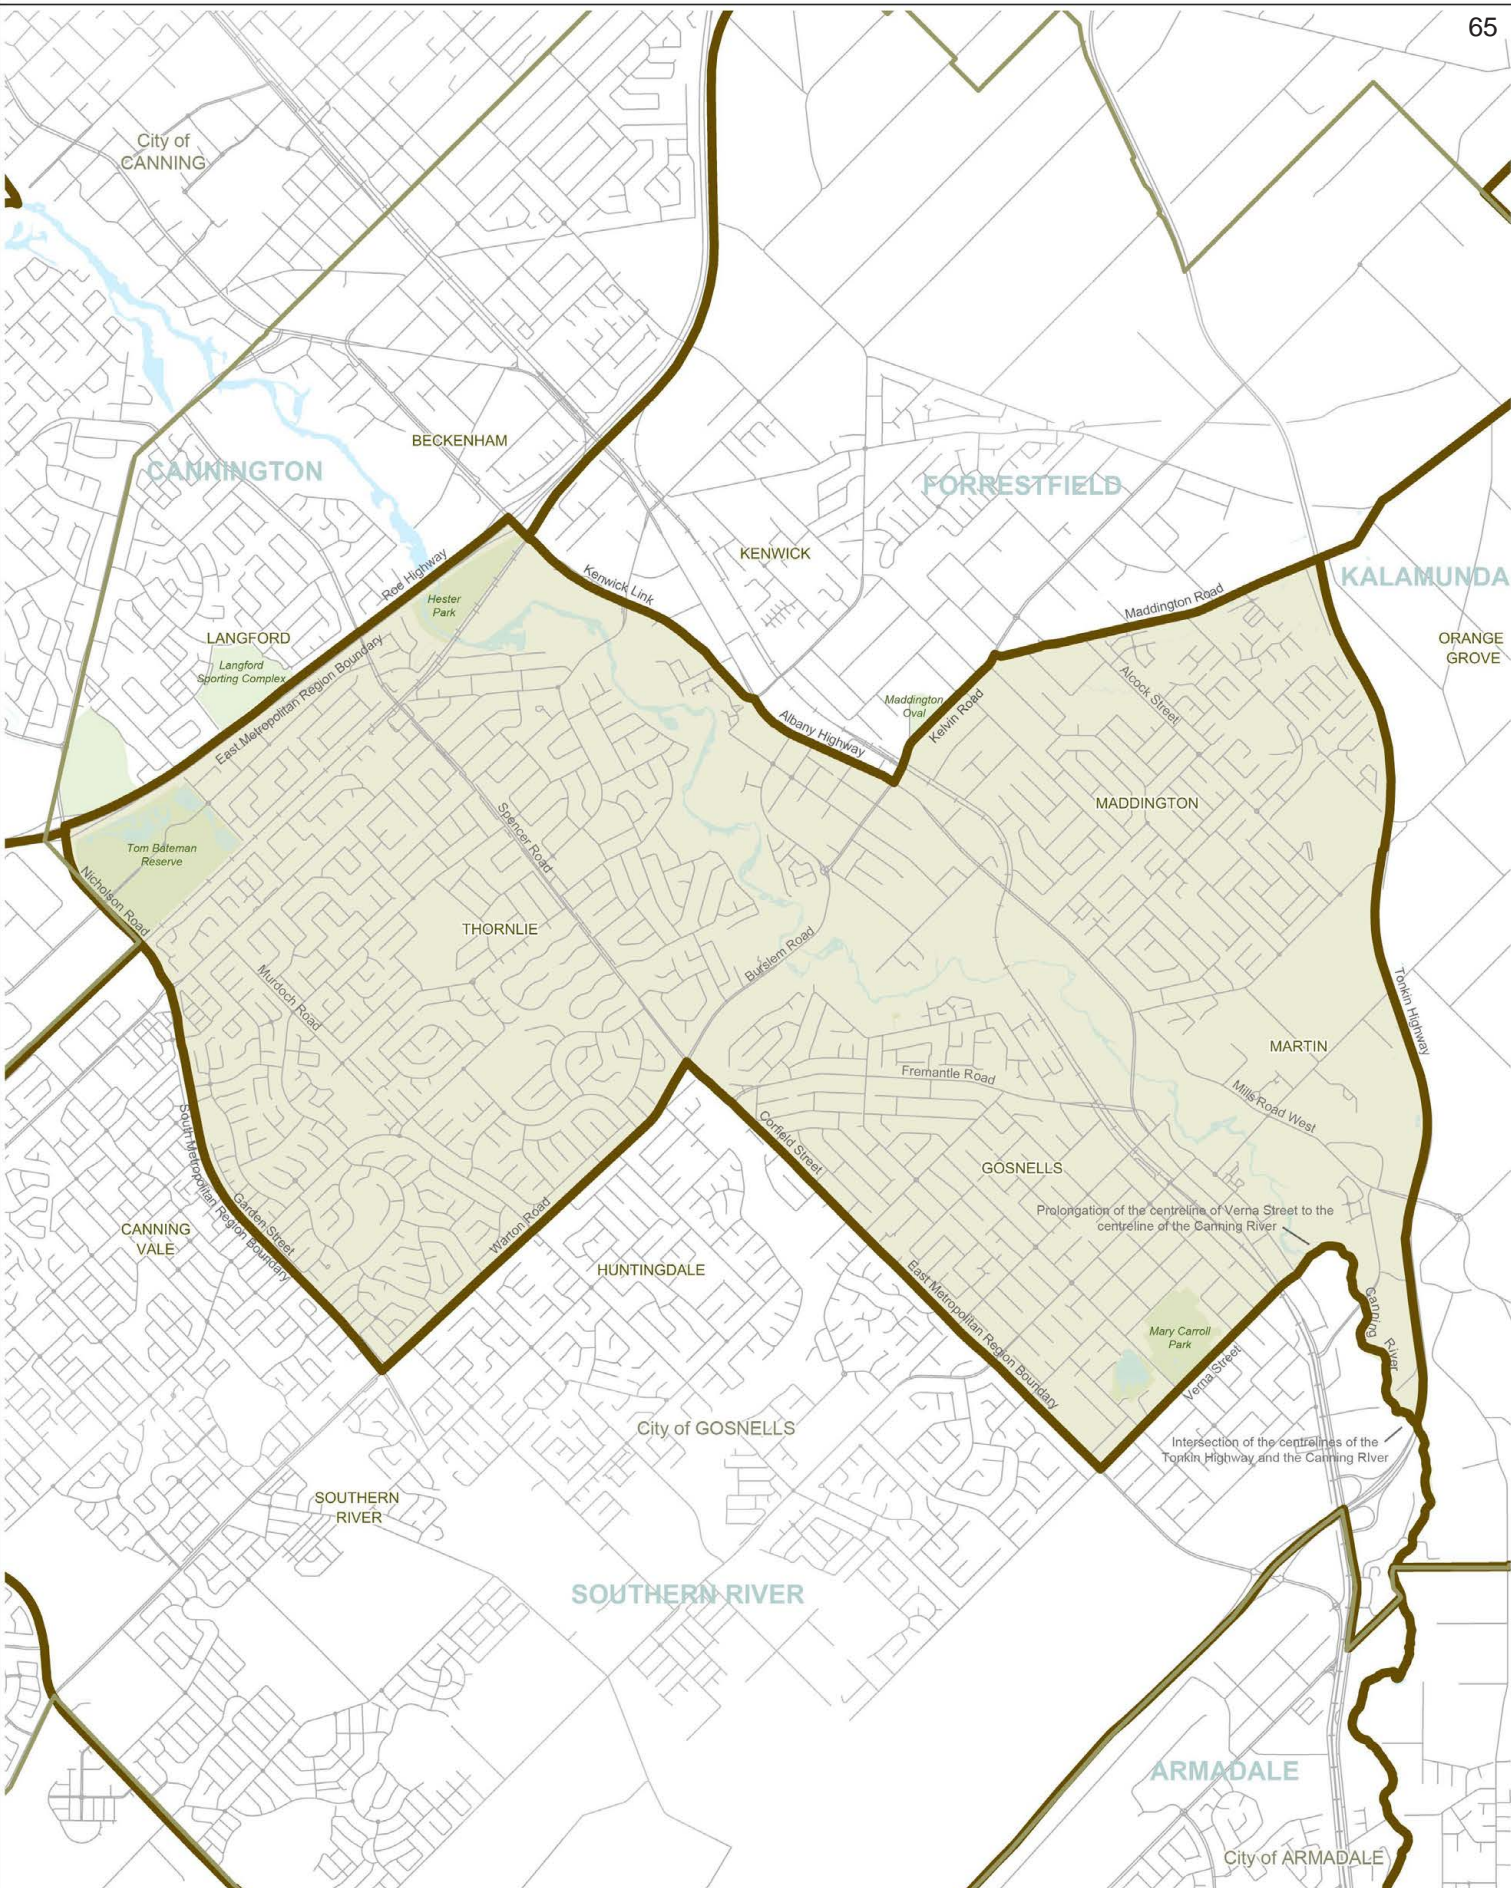 65
City of
CANNING
BECKENHAM
CANNINGTON
FORRESTFIELD
KENWICK
Roe Highway
Kenwick Link
KALAMUNDA
Hester
Park
Maddington Road
LANGFORD
ORANGE
GROVE
Langford
Sporting Complex
East Metropolitan Region Boundary
Alcock Street
Maddington
Oval
Kelvin Road
Albany Highway
MADDINGTON
Spencer Road
Tom Bateman
Reserve
Nicholson Road
THORNLIE
Burslem Road
Murdoch Road
Tonkin Highway
MARTIN
Fremantle Road
Mills Road West
Corfield Street
South Metropolitan Region Boundary
GOSNELLS
Garden Street
Warton Road
Prolongation of the centreline of Verna Street to the
centreline of the Canning River
CANNING
VALE
HUNTINGDALE
East Metropolitan Region Boundary
Canning River
Mary Carroll
Park
Verna Street
City of GOSNELLS
Intersection of the centrelines of the
Tonkin Highway and the Canning RIver
SOUTHERN
RIVER
SOUTHERN RIVER
ARMADALE
City of ARMADALE